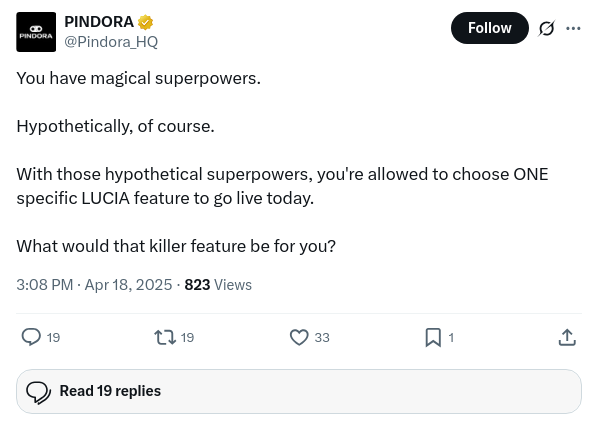 PINDORA
PINDORA
@Pindora_HQ
Follow
You have magical superpowers.
Hypothetically, of course.
With those hypothetical superpowers, you're allowed to choose ONE
specific LUCIA feature to go live today.
What would that killer feature be for you?
3:08 PM · Apr 18, 2025 · 823 Views
19
19
33
1
Read 19 replies